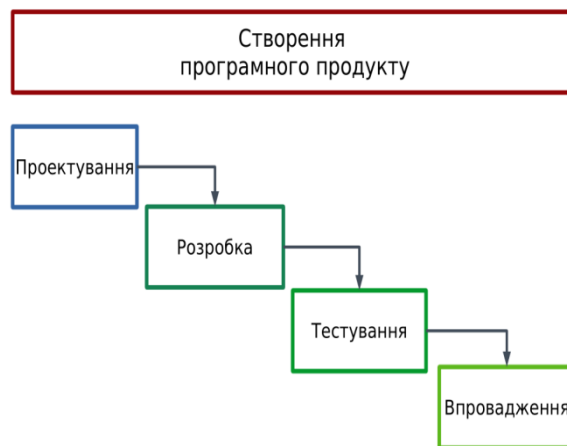 Створення
програмного продукту
Проектування
Розробка
Тестування
Впровадження